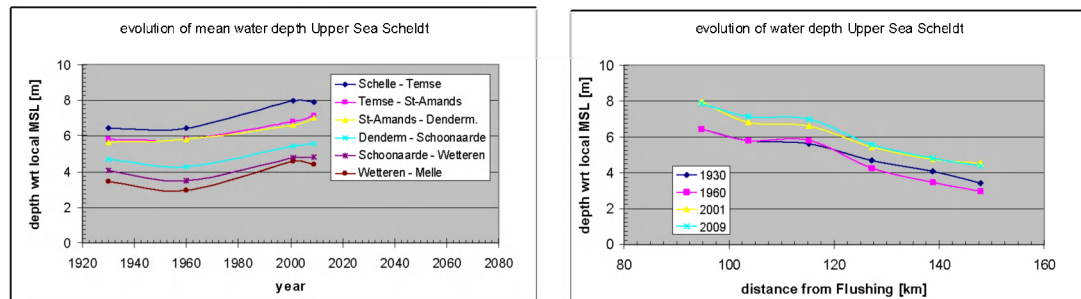 evolution of mean water depth Upper Sea Scheldt
depth wrt local MSL [m]
10
8
6
4
2
0
Schelle - Temse
Temse - St-Amands
St-Amands - Denderm.
Denderm - Schoonaarde
Schoonaarde - Wetteren
Wetteren - Melle
1920 1940 1960 1980 2000 2020 2040 2060 2080
year
evolution of water depth Upper Sea Scheldt
depth wrt local MSL [m]
10
8
6
4
2
0
1930
1960
2001
2009
80 100 120 140 160
distance from Flushing [km]